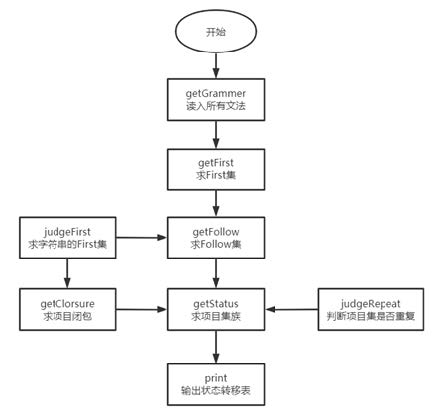 开始
getGrammer
读入所有文法
getFirst
求First集
judgeFirst
求字符串的First集
getFollow
求Follow集
getClorsure
求项目闭包
getStatus
求项目集族
judgeRepeat
判断项目集是否重复
print
输出状态转移表